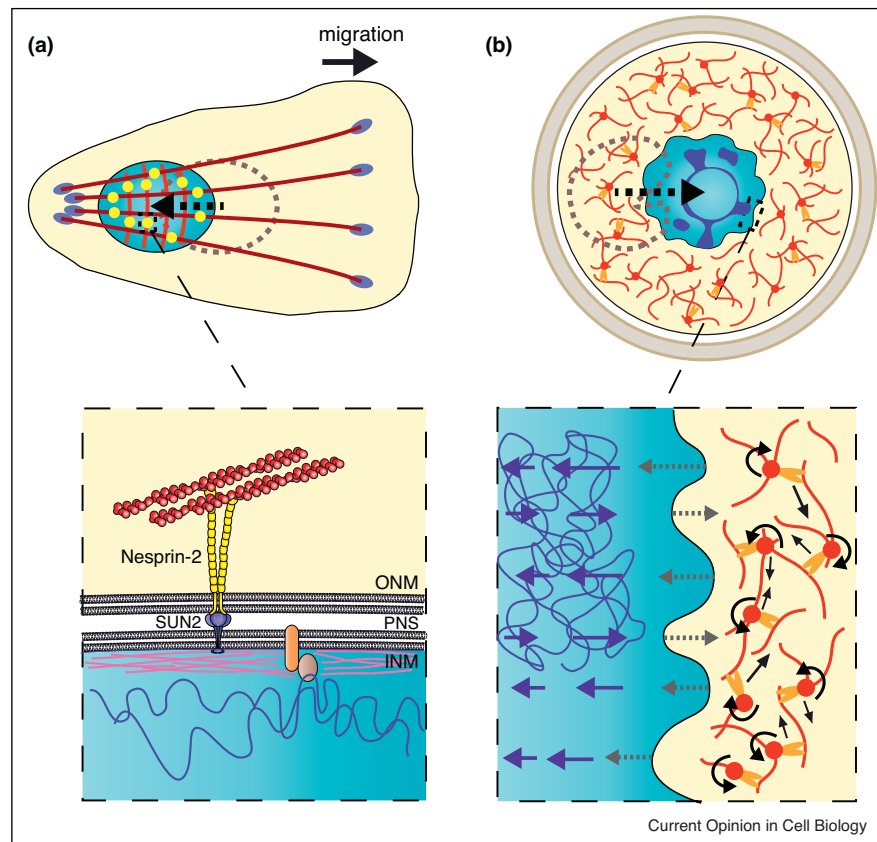 (a)
migration
(b)
Nesprin-2
ONM
SUN2
PNS
INM
Current Opinion in Cell Biology